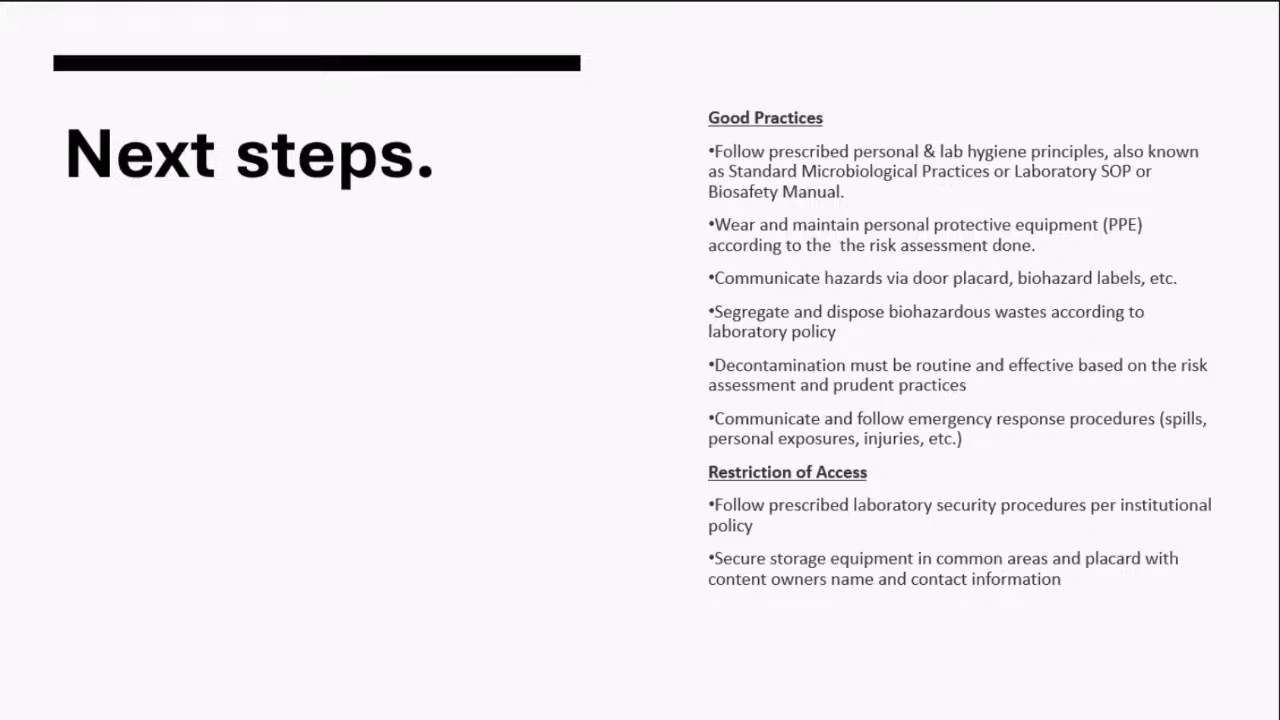 Next steps.
Good Practices
•Follow prescribed personal & lab hygiene principles, also known
as Standard Microbiological Practices or Laboratory SOP or
Biosafety Manual.
•Wear and maintain personal protective equipment (PPE)
according to the  the risk assessment done.
•Communicate hazards via door placard, biohazard labels, etc.
•Segregate and dispose biohazardous wastes according to
laboratory policy
•Decontamination must be routine and effective based on the risk
assessment and prudent practices
•Communicate and follow emergency response procedures (spills,
personal exposures, injuries, etc.)
Restriction of Access
•Follow prescribed laboratory security procedures per institutional
policy
•Secure storage equipment in common areas and placard with
content owners name and contact information